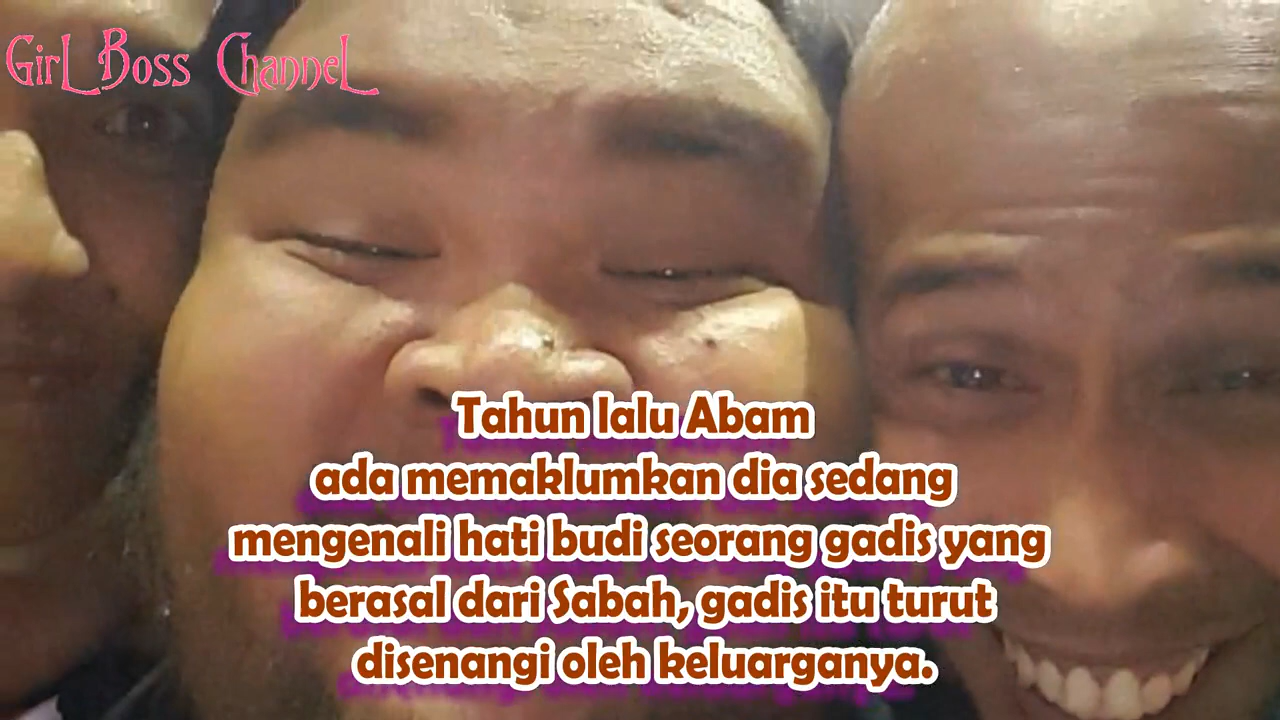 GirL Boss ChanneL
Tahun lalu Abam
ada memaklumkan dia sedang
mengenali hati budi seorang gadis yang
berasal dari Sabah, gadis itu turut
disenangi oleh keluarganya.